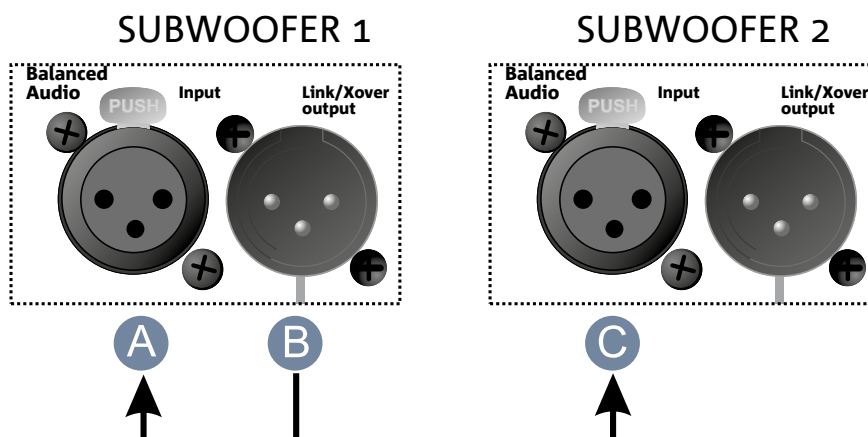 SUBWOOFER 1
Balanced
Audio
PUSH
Input
Link/Xover
output
A
B
SUBWOOFER 2
Balanced
Audio
PUSH
Input
Link/Xover
output
C